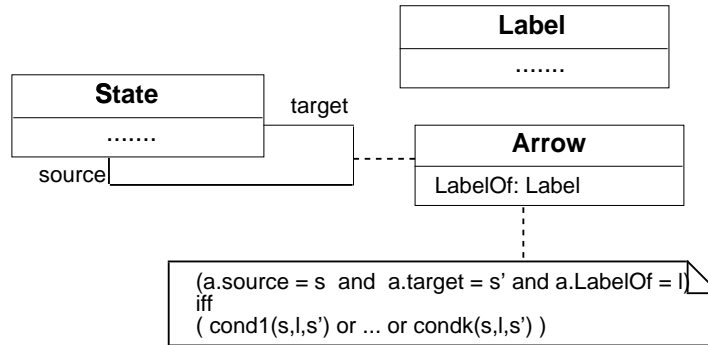 Label
.......
State
.......
target
source
Arrow
LabelOf: Label
(a.source = s and a.target = s' and a.LabelOf = l)
iff
( cond1(s,l,s') or ... or condk(s,l,s') )